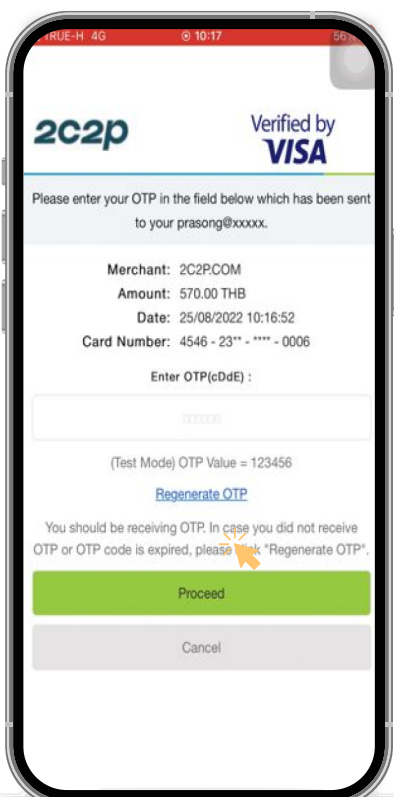 TRUE-H 4G 10:17 56%
2c2p Verified by
VISA
Please enter your OTP in the field below which has been sent
to your prasong@xxxxx.
Merchant: 2C2P.COM
Amount: 570.00 THB
Date: 25/08/2022 10:16:52
Card Number: 4546 - 23** - **** - 0006
Enter OTP(cDdE) :
(Test Mode) OTP Value = 123456
Regenerate OTP
You should be receiving OTP. In case you did not receive
OTP or OTP code is expired, please click "Regenerate OTP".
Proceed
Cancel